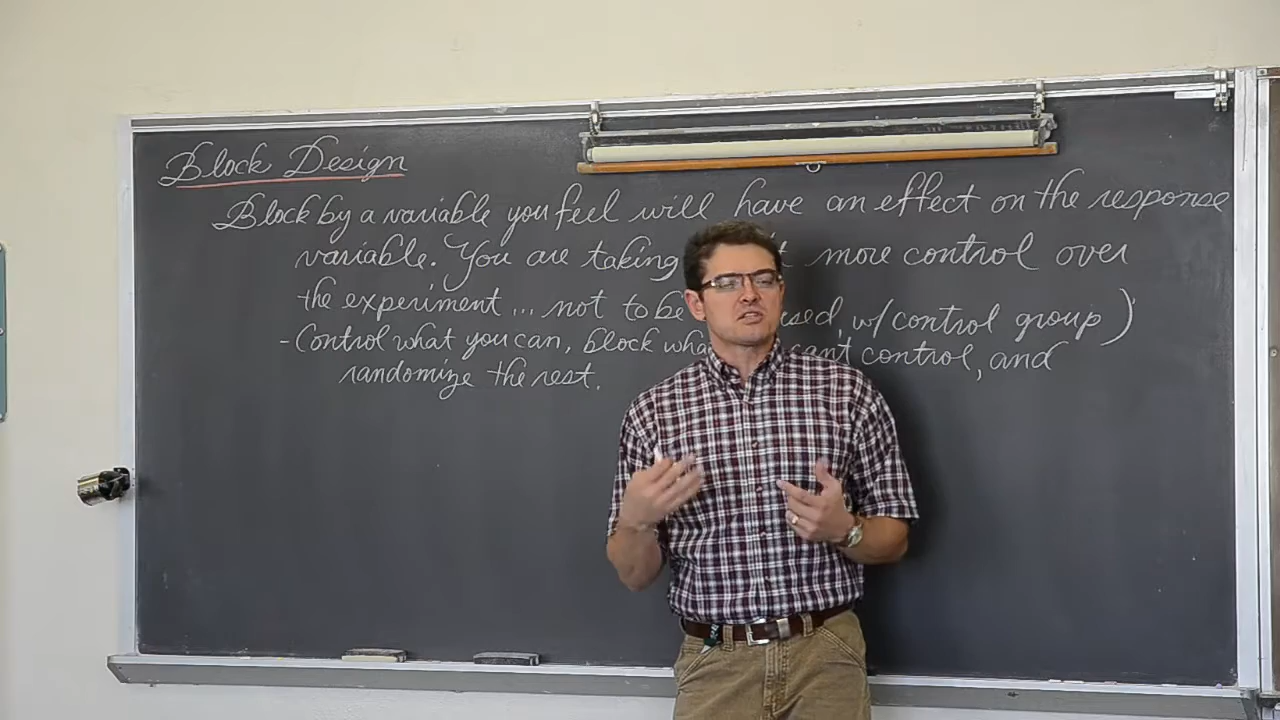 Block Design
Block by a variable you feel will have an effect on the response
variable. You are taking more control over
the experiment... not to be w/ control group)
- Control what you can, block can't control, and
randomize the rest.